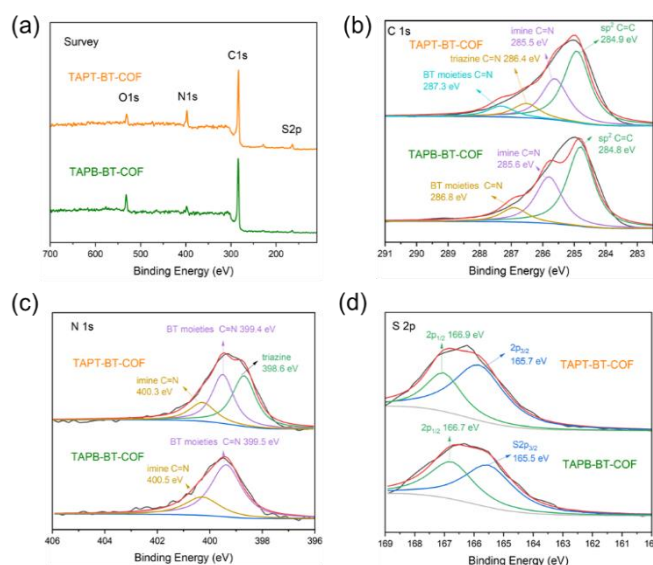 (a)
Survey
TAPT-BT-COF
O1s
N1s
C1s
S2p
TAPB-BT-COF
700 600 500 400 300 200
Binding Energy (eV)
(b)
C 1s
TAPT-BT-COF
imine C=N
285.5 eV
sp² C=C
284.9 eV
triazine C=N 286.4 eV
BT moieties C=N
287.3 eV
TAPB-BT-COF
imine C=N
285.6 eV
sp² C=C
284.8 eV
BT moieties C=N
286.8 eV
291 290 289 288 287 286 285 284 283
Binding Energy (eV)
(c)
N 1s
BT moieties C=N 399.4 eV
TAPT-BT-COF
triazine
398.6 eV
imine C=N
400.3 eV
TAPB-BT-COF
BT moieties C=N 399.5 eV
imine C=N
400.5 eV
406 404 402 400 398 396
Binding Energy (eV)
(d)
S 2p
2p1/2 166.9 eV
2p3/2
165.7 eV
TAPT-BT-COF
2p1/2 166.7 eV
S2p3/2
165.5 eV
TAPB-BT-COF
169 168 167 166 165 164 163 162 161 160
Binding Energy (eV)